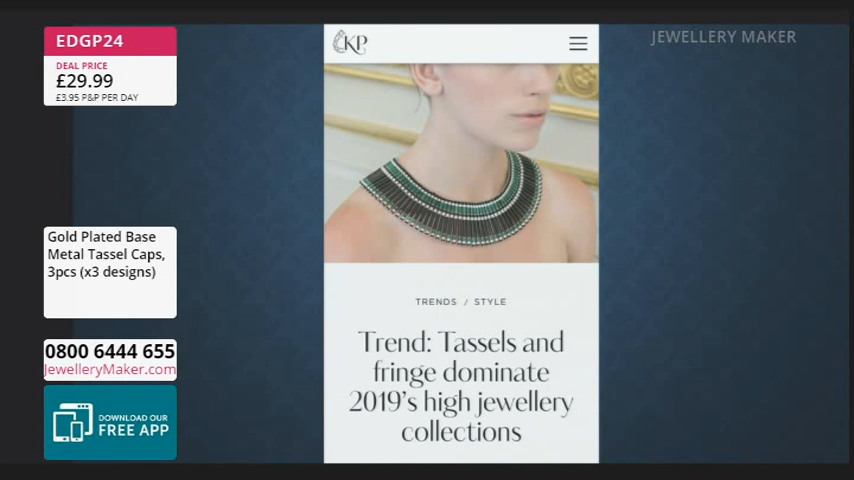 EDGP24
DEAL PRICE
£29.99
£3.95 P&P PER DAY
Gold Plated Base
Metal Tassel Caps,
3pcs (x3 designs)
0800 6444 655
JewelleryMaker.com
DOWNLOAD OUR
FREE APP
KP
TRENDS / STYLE
Trend: Tassels and
fringe dominate
2019's high jewellery
collections
JEWELLERY MAKER